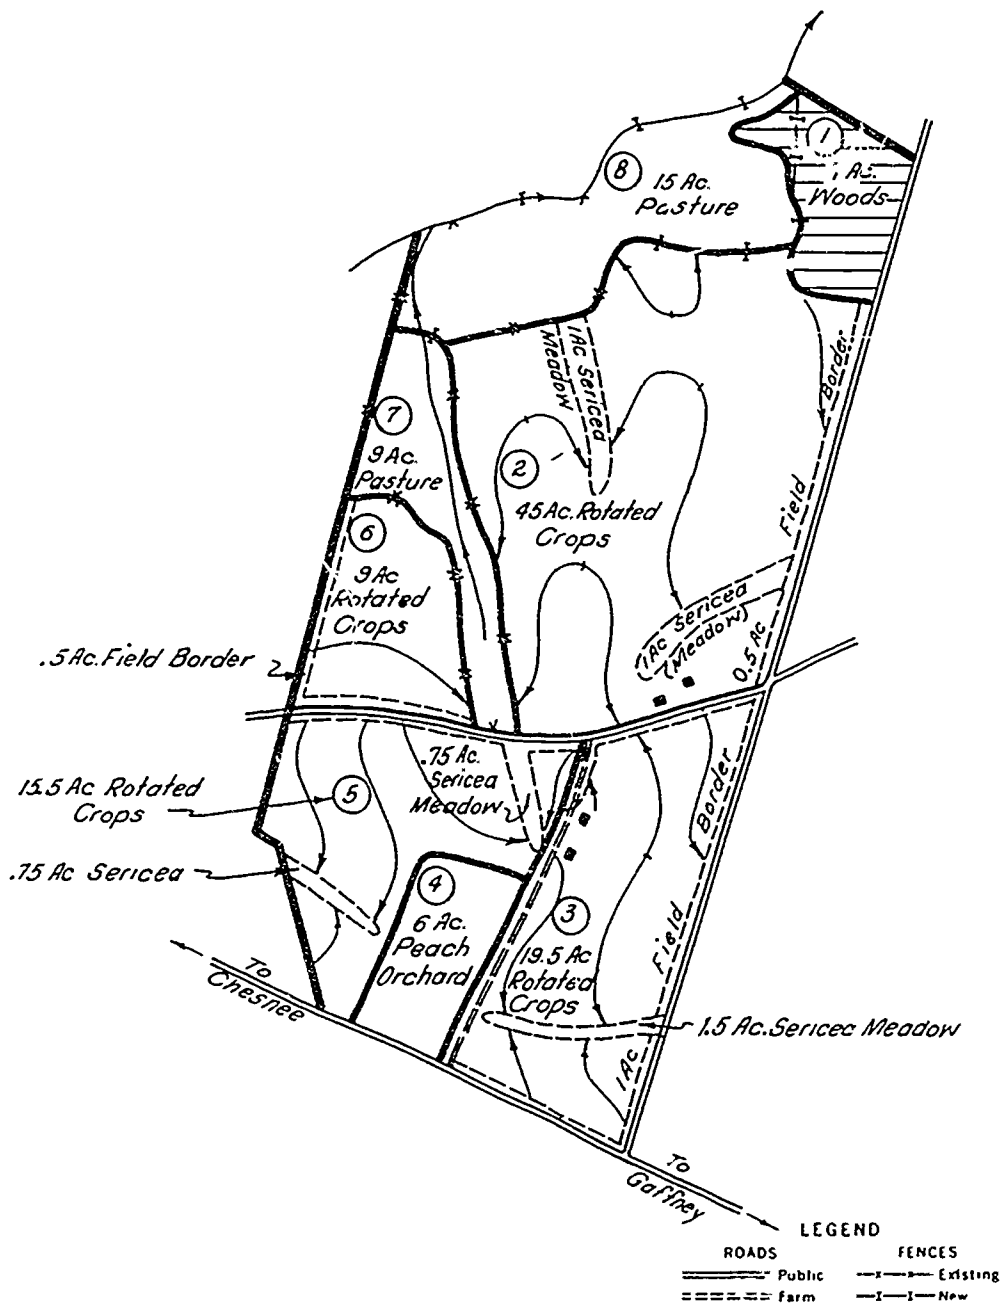 1
1 Ac.
Woods
8
15 Ac.
Pasture
Border
1Ac Sericea
Meadow
7
9 Ac.
Pasture
2
45 Ac. Rotated
Crops
Field
6
9 Ac
Rotated
Crops
1Ac Sericea
(Meadow)
0.5 Ac
.5 Ac. Field Border
.75 Ac.
Sericea
Meadow
Border
15.5 Ac Rotated
Crops
5
.75 Ac Sericea
4
6 Ac.
Peach
Orchard
3
19.5 Ac
Rotated
Crops
Field
1.5 Ac. Sericea Meadow
1 Ac
To
Chesnee
To
Gaffney
LEGEND
ROADS FENCES
Public Existing
Farm New